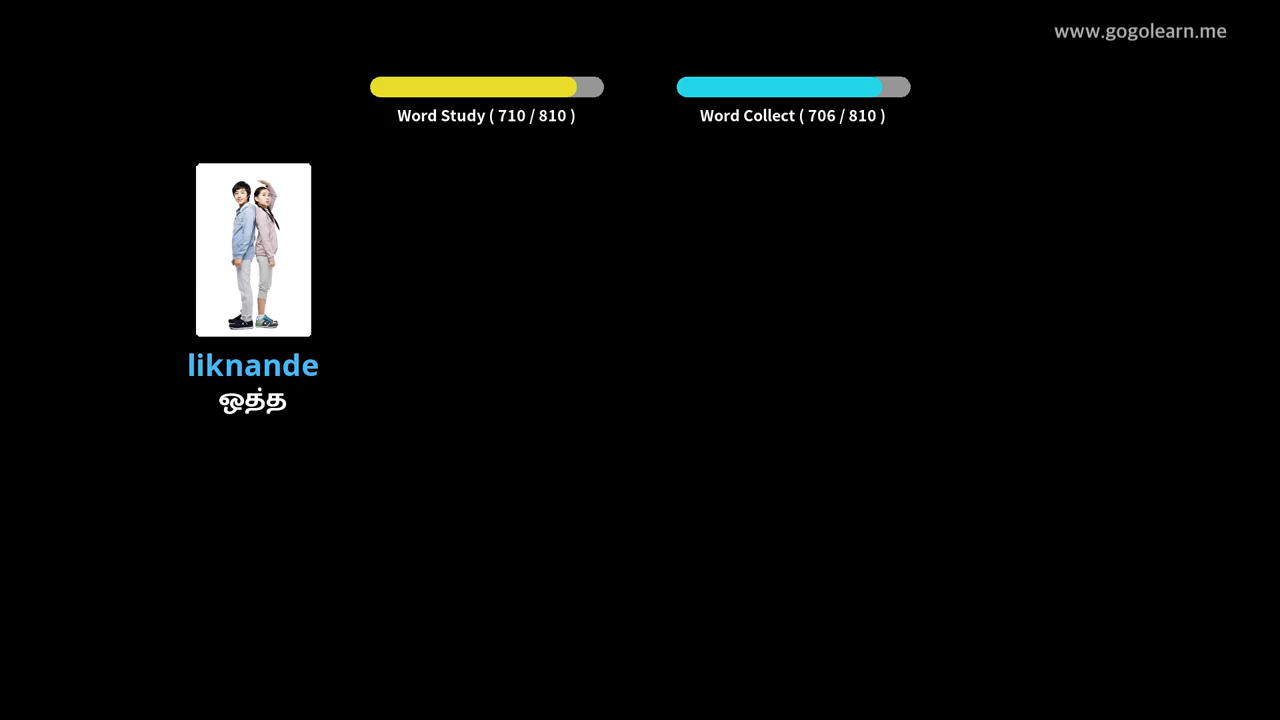 www.gogolearn.me
Word Study ( 710 / 810 )
Word Collect ( 706 / 810 )
liknande
ஒத்த